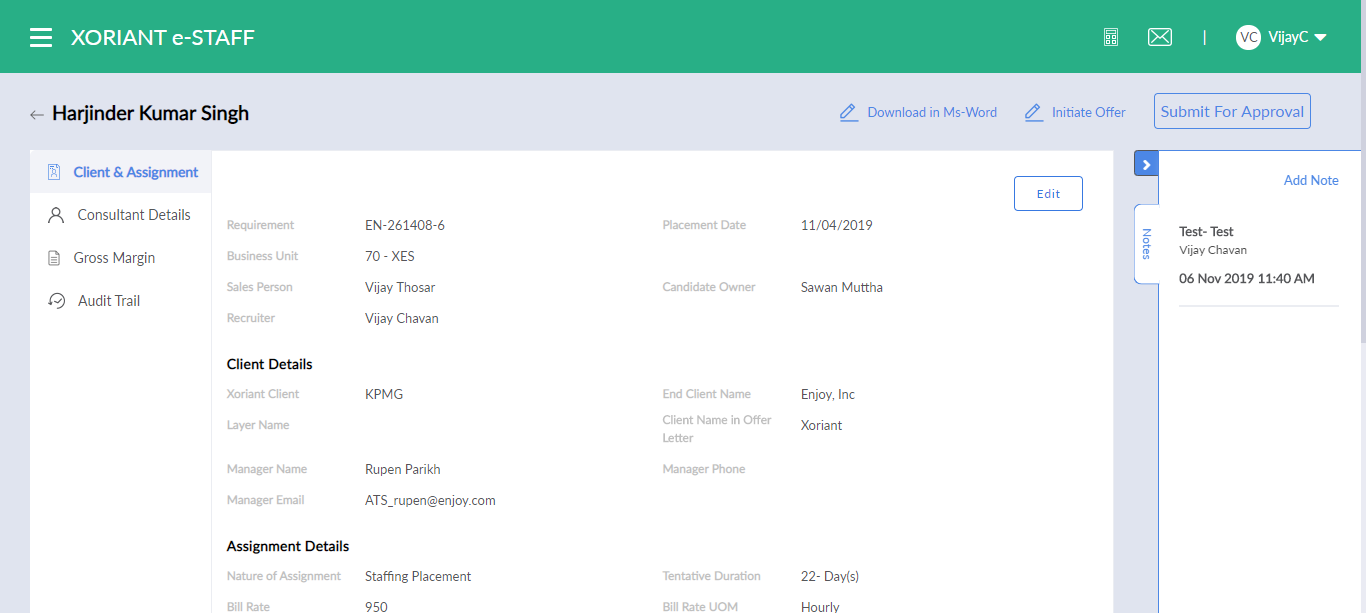 XORIANT e-STAFF
|
VC VijayC
Harjinder Kumar Singh
Download in Ms-Word
Initiate Offer
Submit For Approval
Client & Assignment
Consultant Details
Gross Margin
Audit Trail
Edit
Requirement EN-261408-6 Placement Date 11/04/2019
Business Unit 70 - XES
Sales Person Vijay Thosar Candidate Owner Sawan Muttha
Recruiter Vijay Chavan
Client Details
Xoriant Client KPMG End Client Name Enjoy, Inc
Layer Name Client Name in Offer Xoriant
Letter
Manager Name Rupen Parikh Manager Phone
Manager Email ATS_rupen@enjoy.com
Assignment Details
Nature of Assignment Staffing Placement Tentative Duration 22- Day(s)
Bill Rate 950 Bill Rate UOM Hourly
Notes
Add Note
Test- Test
Vijay Chavan
06 Nov 2019 11:40 AM